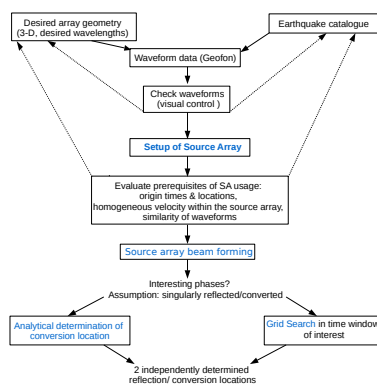 Desired array geometry
(3-D, desired wavelengths)
Earthquake catalogue
Waveform data (Geofon)
Check waveforms
(visual control )
Setup of Source Array
Evaluate prerequisites of SA usage:
origin times & locations,
homogeneous velocity within the source array,
similarity of waveforms
Source array beam forming
Interesting phases?
Assumption: singularly reflected/converted
Analytical determination of
conversion location
Grid Search in time window
of interest
2 independently determined
reflection/ conversion locations